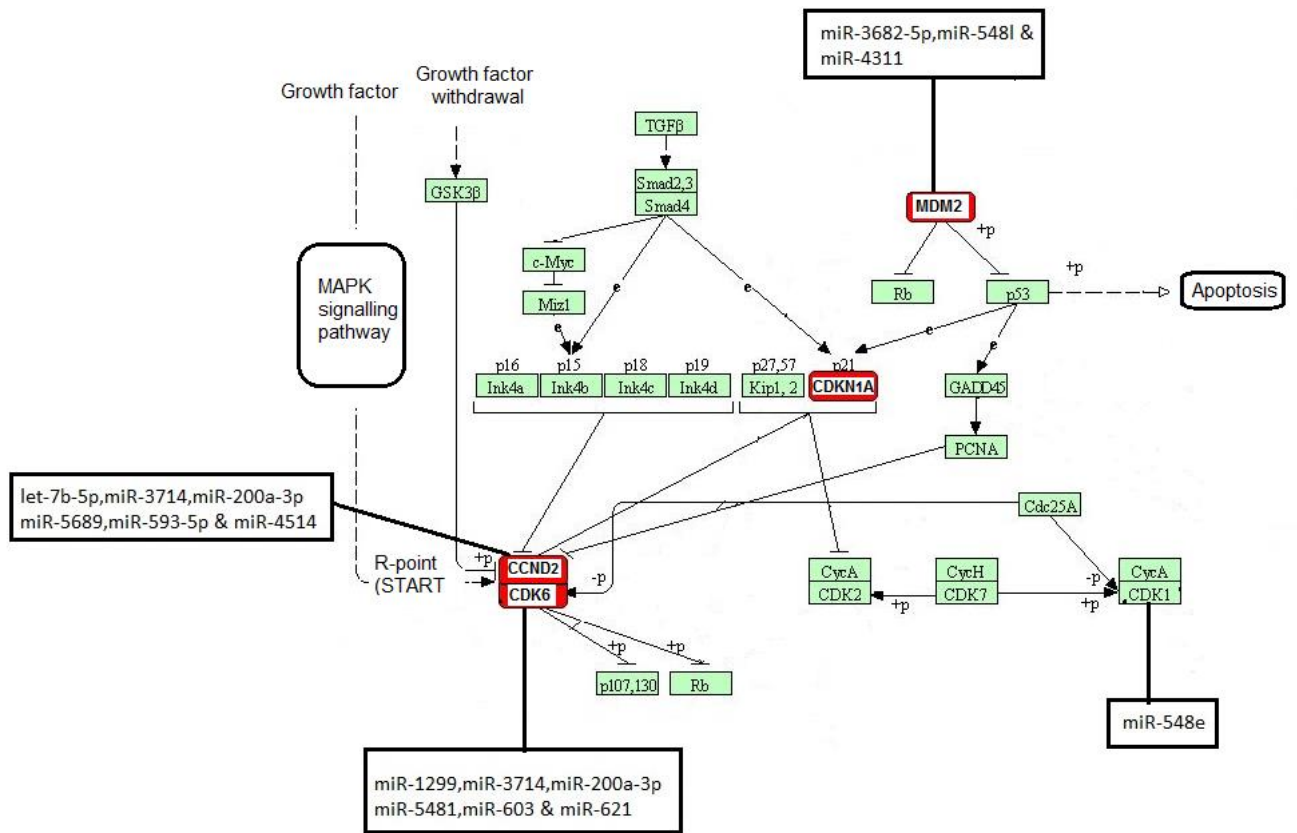 miR-3682-5p,miR-548l &
miR-4311
Growth factor
Growth factor
withdrawal
TGFβ
GSK3β
Smad2,3
Smad4
MDM2
+p
c-Myc
Miz1
Rb
p53
+p
Apoptosis
MAPK
signalling
pathway
e
e
e
e
e
p16
p15
p18
p19
p27,57
p21
Ink4a
Ink4b
Ink4c
Ink4d
Kip1, 2
CDKN1A
GADD45
PCNA
let-7b-5p,miR-3714,miR-200a-3p
miR-5689,miR-593-5p & miR-4514
Cdc25A
R-point
(START
+p
-p
CCND2
CDK6
CycA
CDK2
CycH
CDK7
CycA
CDK1
+p
-p
+p
+p
+p
p107,130
Rb
miR-548e
miR-1299,miR-3714,miR-200a-3p
miR-5481,miR-603 & miR-621